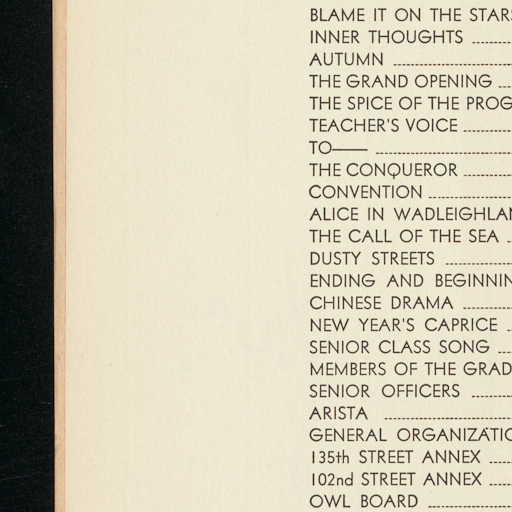 BLAME IT ON THE STARS
INNER THOUGHTS
AUTUMN
THE GRAND OPENING
THE SPICE OF THE PROG
TEACHER'S VOICE
TO——
THE CONQUEROR
CONVENTION
ALICE IN WADLEIGHLAN
THE CALL OF THE SEA
DUSTY STREETS
ENDING AND BEGINNIN
CHINESE DRAMA
NEW YEAR'S CAPRICE
SENIOR CLASS SONG
MEMBERS OF THE GRAD
SENIOR OFFICERS
ARISTA
GENERAL ORGANIZATIO
135th STREET ANNEX
102nd STREET ANNEX
OWL BOARD